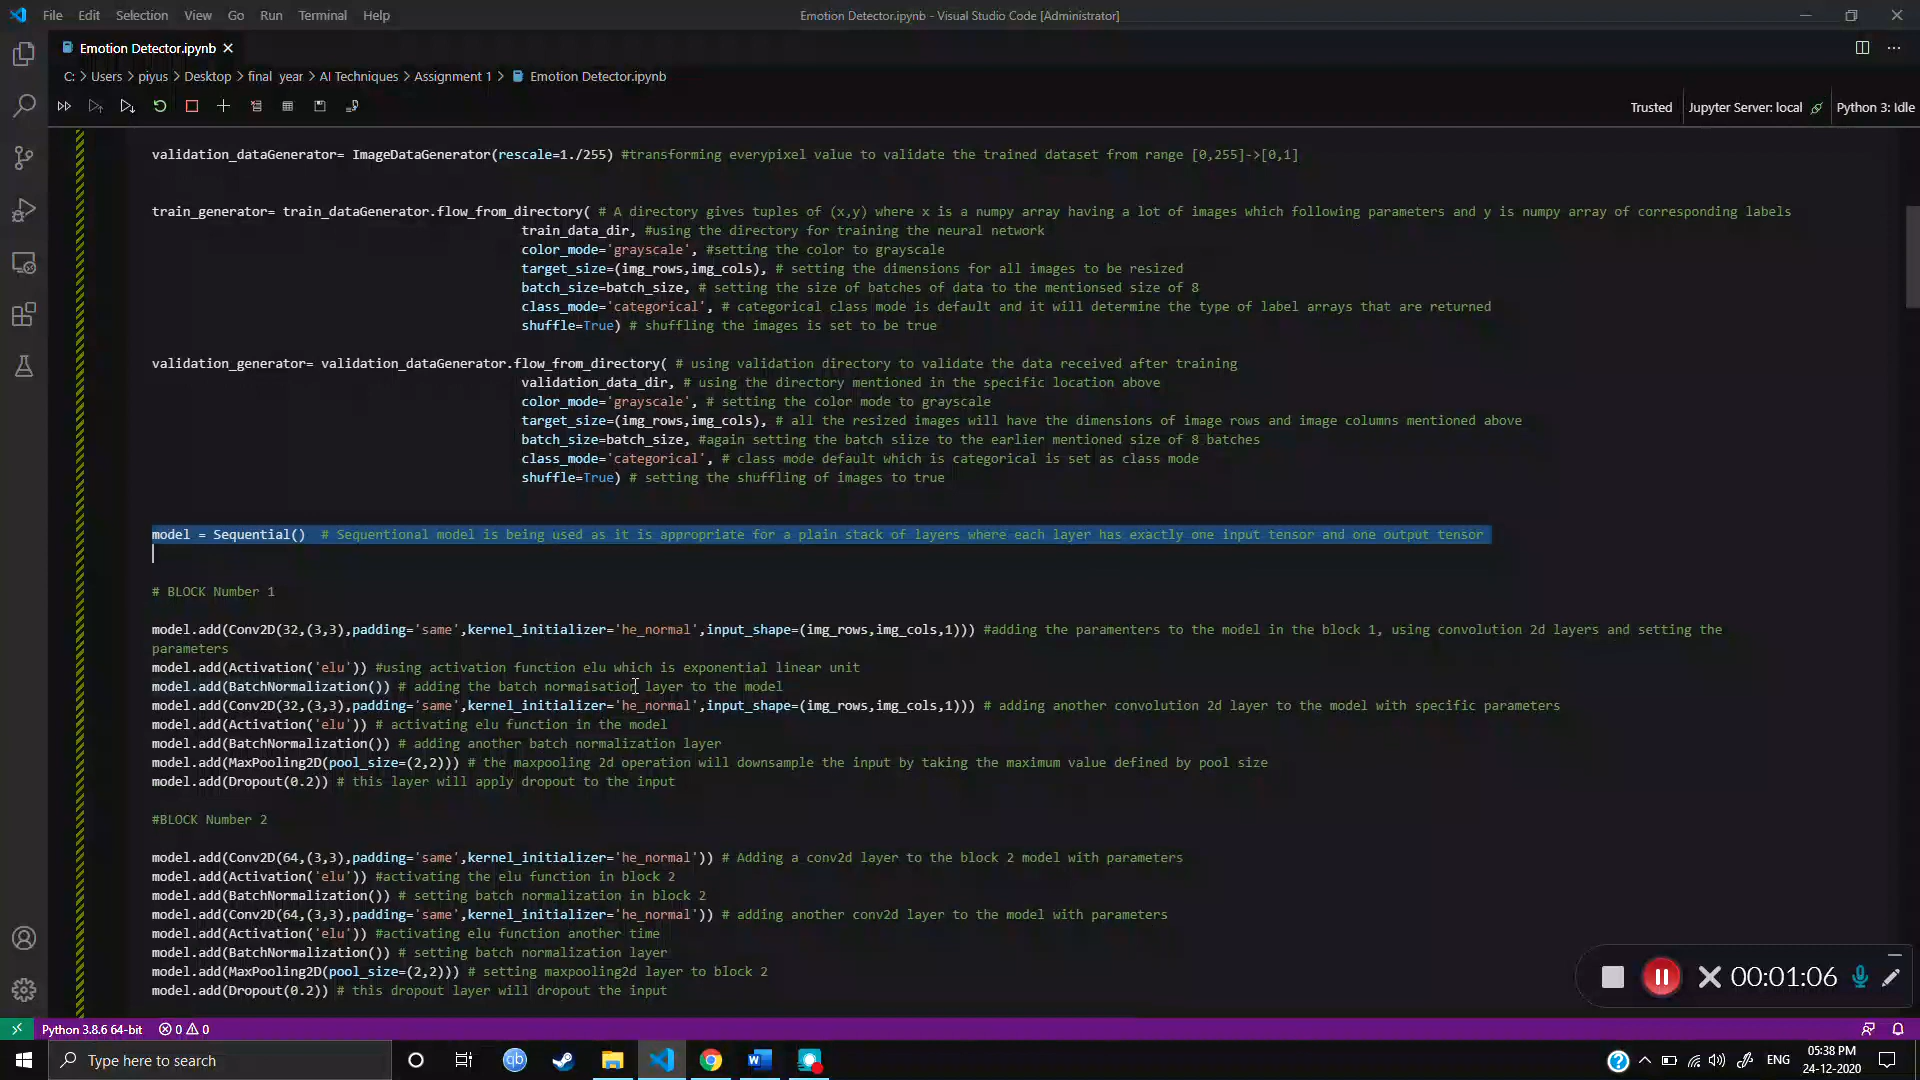 File Edit Selection View Go Run Terminal Help Emotion Detector.ipynb - Visual Studio Code [Administrator]
Emotion Detector.ipynb
C: > Users > piyus > Desktop > final year > AI Techniques > Assignment 1 > Emotion Detector.ipynb
Trusted Jupyter Server: local Python 3: Idle
validation_dataGenerator= ImageDataGenerator(rescale=1./255) #transforming everypixel value to validate the trained dataset from range [0,255]->[0,1]
train_generator= train_dataGenerator.flow_from_directory( # A directory gives tuples of (x,y) where x is a numpy array having a lot of images which following parameters and y is numpy array of corresponding labels
train_data_dir, #using the directory for training the neural network
color_mode='grayscale', #setting the color to grayscale
target_size=(img_rows,img_cols), # setting the dimensions for all images to be resized
batch_size=batch_size, # setting the size of batches of data to the mentionsed size of 8
class_mode='categorical', # categorical class mode is default and it will determine the type of label arrays that are returned
shuffle=True) # shuffling the images is set to be true
validation_generator= validation_dataGenerator.flow_from_directory( # using validation directory to validate the data received after training
validation_data_dir, # using the directory mentioned in the specific location above
color_mode='grayscale', # setting the color mode to grayscale
target_size=(img_rows,img_cols), # all the resized images will have the dimensions of image rows and image columns mentioned above
batch_size=batch_size, #again setting the batch siize to the earlier mentioned size of 8 batches
class_mode='categorical', # class mode default which is categorical is set as class mode
shuffle=True) # setting the shuffling of images to true
model = Sequential()  # Sequentional model is being used as it is appropriate for a plain stack of layers where each layer has exactly one input tensor and one output tensor
# BLOCK Number 1
model.add(Conv2D(32,(3,3),padding='same',kernel_initializer='he_normal',input_shape=(img_rows,img_cols,1))) #adding the paramenters to the model in the block 1, using convolution 2d layers and setting the
parameters
model.add(Activation('elu')) #using activation function elu which is exponential linear unit
model.add(BatchNormalization()) # adding the batch normaisation layer to the model
model.add(Conv2D(32,(3,3),padding='same',kernel_initializer='he_normal',input_shape=(img_rows,img_cols,1))) # adding another convolution 2d layer to the model with specific parameters
model.add(Activation('elu')) # activating elu function in the model
model.add(BatchNormalization()) # adding another batch normalization layer
model.add(MaxPooling2D(pool_size=(2,2))) # the maxpooling 2d operation will downsample the input by taking the maximum value defined by pool size
model.add(Dropout(0.2)) # this layer will apply dropout to the input
#BLOCK Number 2
model.add(Conv2D(64,(3,3),padding='same',kernel_initializer='he_normal')) # Adding a conv2d layer to the block 2 model with parameters
model.add(Activation('elu')) #activating the elu function in block 2
model.add(BatchNormalization()) # setting batch normalization in block 2
model.add(Conv2D(64,(3,3),padding='same',kernel_initializer='he_normal')) # adding another conv2d layer to the model with parameters
model.add(Activation('elu')) #activating elu function another time
model.add(BatchNormalization()) # setting batch normalization layer
model.add(MaxPooling2D(pool_size=(2,2))) # setting maxpooling2d layer to block 2
model.add(Dropout(0.2)) # this dropout layer will dropout the input
00:01:06
Python 3.8.6 64-bit 0 0
Type here to search
qb
W
ENG
05:38 PM
24-12-2020